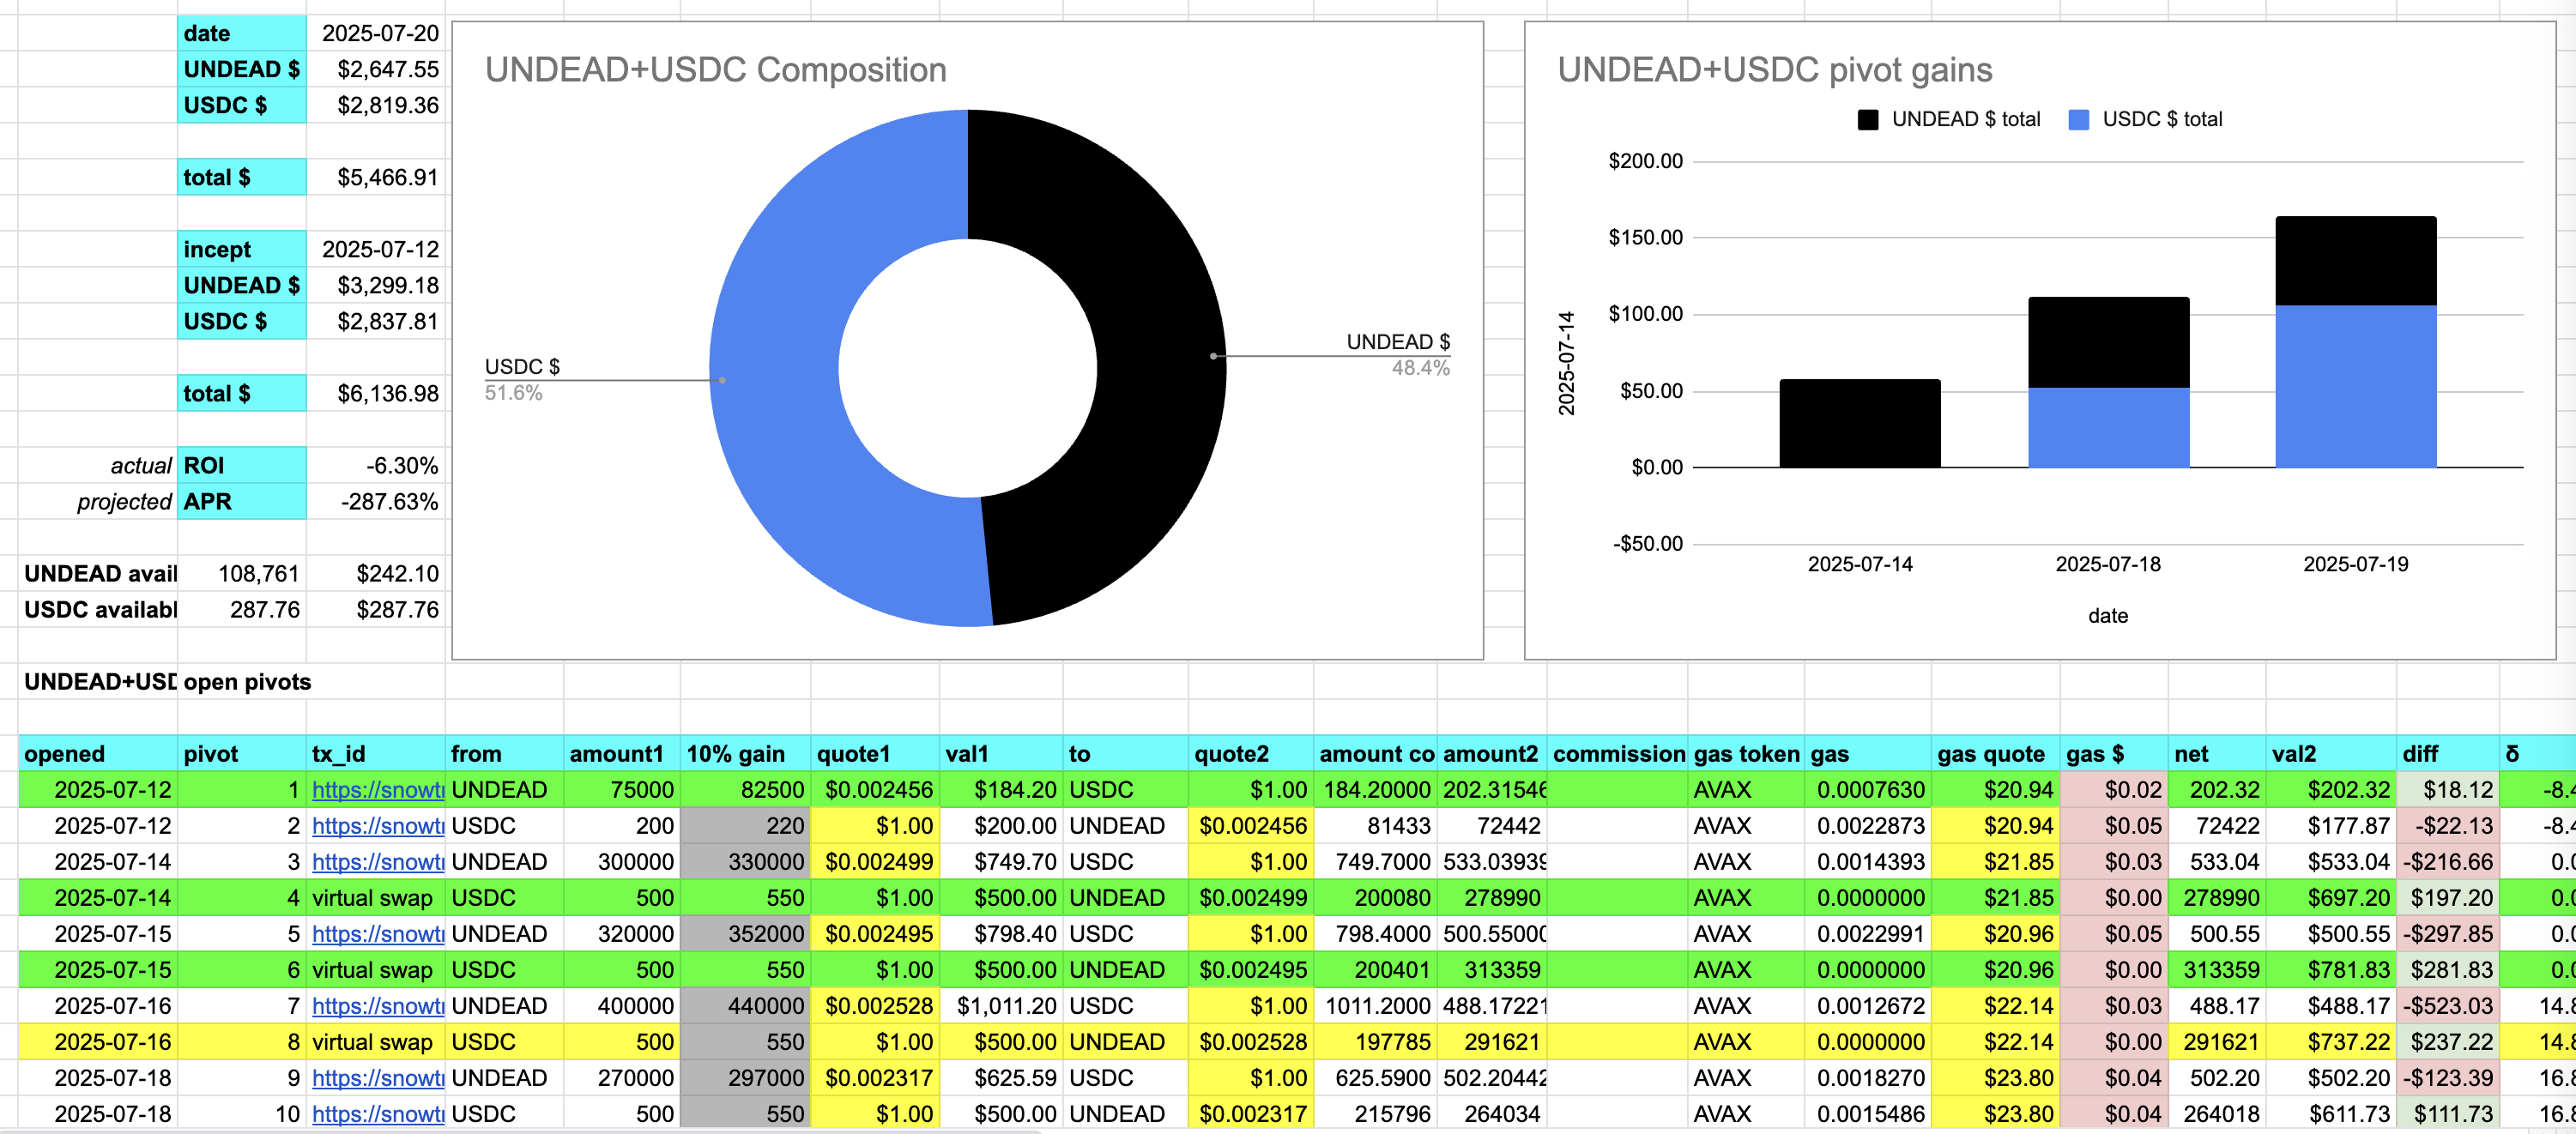 date 2025-07-20
UNDEAD $ $2,647.55
USDC $ $2,819.36
total $ $5,466.91
incept 2025-07-12
UNDEAD $ $3,299.18
USDC $ $2,837.81
total $ $6,136.98
actual ROI -6.30%
projected APR -287.63%
UNDEAD avail 108,761 $242.10
USDC availabl 287.76 $287.76
UNDEAD+USDC Composition
USDC $
51.6%
UNDEAD $
48.4%
UNDEAD+USDC pivot gains
UNDEAD $ total USDC $ total
$200.00
$150.00
$100.00
$50.00
$0.00
-$50.00
2025-07-14
2025-07-14 2025-07-18 2025-07-19
date
UNDEAD+USD open pivots
opened pivot tx_id from amount1 10% gain quote1 val1 to quote2 amount co amount2 commission gas token gas gas quote gas $ net val2 diff δ
2025-07-12 1 https://snowtr UNDEAD 75000 82500 $0.002456 $184.20 USDC $1.00 184.20000 202.31546 AVAX 0.0007630 $20.94 $0.02 202.32 $202.32 $18.12 -8.4
2025-07-12 2 https://snowtr USDC 200 220 $1.00 $200.00 UNDEAD $0.002456 81433 72442 AVAX 0.0022873 $20.94 $0.05 72422 $177.87 -$22.13 -8.4
2025-07-14 3 https://snowtr UNDEAD 300000 330000 $0.002499 $749.70 USDC $1.00 749.7000 533.03939 AVAX 0.0014393 $21.85 $0.03 533.04 $533.04 -$216.66 0.0
2025-07-14 4 virtual swap USDC 500 550 $1.00 $500.00 UNDEAD $0.002499 200080 278990 AVAX 0.0000000 $21.85 $0.00 278990 $697.20 $197.20 0.0
2025-07-15 5 https://snowtr UNDEAD 320000 352000 $0.002495 $798.40 USDC $1.00 798.4000 500.55000 AVAX 0.0022991 $20.96 $0.05 500.55 $500.55 -$297.85 0.0
2025-07-15 6 virtual swap USDC 500 550 $1.00 $500.00 UNDEAD $0.002495 200401 313359 AVAX 0.0000000 $20.96 $0.00 313359 $781.83 $281.83 0.0
2025-07-16 7 https://snowtr UNDEAD 400000 440000 $0.002528 $1,011.20 USDC $1.00 1011.2000 488.17221 AVAX 0.0012672 $22.14 $0.03 488.17 $488.17 -$523.03 14.8
2025-07-16 8 virtual swap USDC 500 550 $1.00 $500.00 UNDEAD $0.002528 197785 291621 AVAX 0.0000000 $22.14 $0.00 291621 $737.22 $237.22 14.8
2025-07-18 9 https://snowtr UNDEAD 270000 297000 $0.002317 $625.59 USDC $1.00 625.5900 502.20442 AVAX 0.0018270 $23.80 $0.04 502.20 $502.20 -$123.39 16.8
2025-07-18 10 https://snowtr USDC 500 550 $1.00 $500.00 UNDEAD $0.002317 215796 264034 AVAX 0.0015486 $23.80 $0.04 264018 $611.73 $111.73 16.8